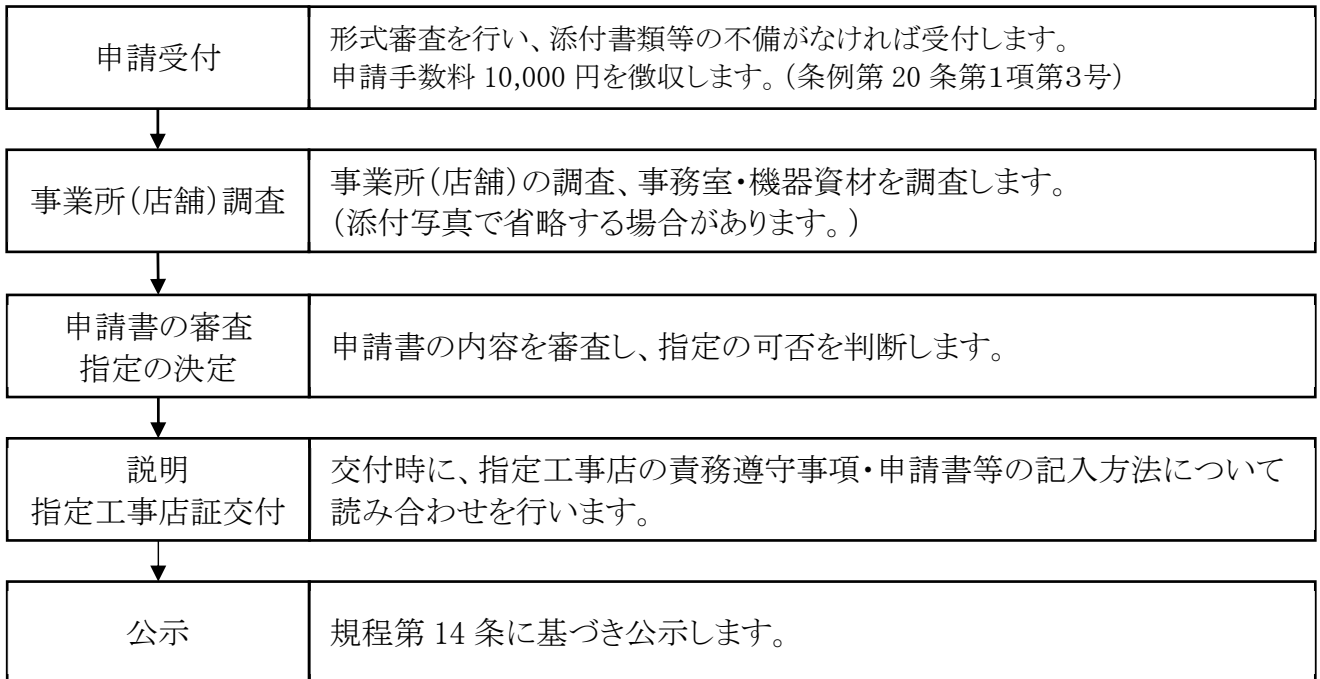 申請受付
形式審査を行い、添付書類等の不備がなければ受付します。
申請手数料 10,000 円を徴収します。（条例第 20 条第１項第３号）
事業所（店舗）調査
事業所（店舗）の調査、事務室・機器資材を調査します。
（添付写真で省略する場合があります。）
申請書の審査
指定の決定
申請書の内容を審査し、指定の可否を判断します。
説明
指定工事店証交付
交付時に、指定工事店の責務遵守事項・申請書等の記入方法について
読み合わせを行います。
公示
規程第 14 条に基づき公示します。